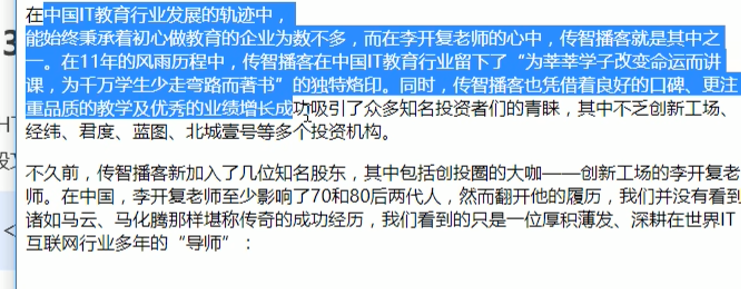 在中国IT教育行业发展的轨迹中，
能始终秉承着初心做教育的企业为数不多，而在李开复老师的心中，传智播客就是其中之
一。在11年的风雨历程中，传智播客在中国IT教育行业留下了“为莘莘学子改变命运而讲
课，为千万学生少走弯路而著书”的独特烙印。同时，传智播客也凭借着良好的口碑、更注
重品质的教学及优秀的业绩增长成功吸引了众多知名投资者们的青睐，其中不乏创新工场、
经纬、君度、蓝图、北城壹号等多个投资机构。
不久前，传智播客新加入了几位知名股东，其中包括创投圈的大咖——创新工场的李开复老
师。在中国，李开复老师至少影响了70和80后两代人，然而翻开他的履历，我们并没有看到
诸如马云、马化腾那样堪称传奇的成功经历，我们看到的只是一位厚积薄发、深耕在世界IT
互联网行业多年的“导师”：
3
<